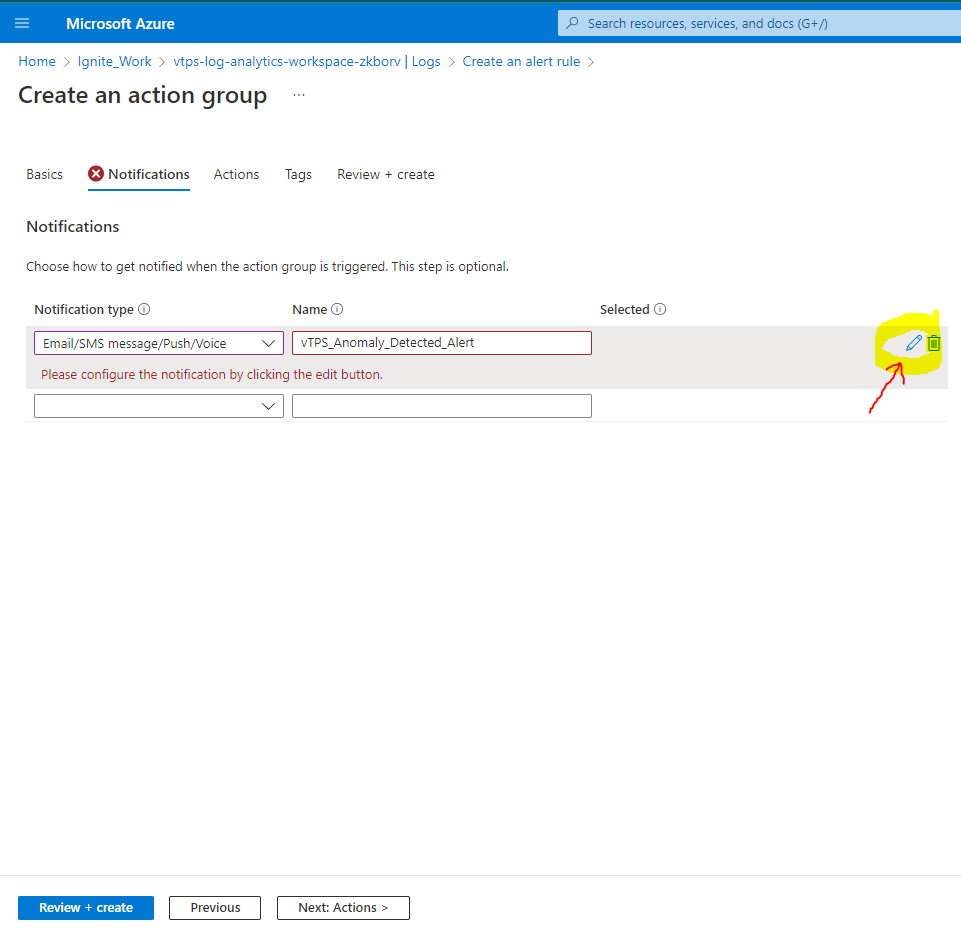 Microsoft Azure
Search resources, services, and docs (G+/)
Home > Ignite_Work > vtps-log-analytics-workspace-zkborv | Logs > Create an alert rule >
Create an action group ...
Basics Notifications Actions Tags Review + create
Notifications
Choose how to get notified when the action group is triggered. This step is optional.
Notification type Name Selected
Email/SMS message/Push/Voice vTPS_Anomaly_Detected_Alert
Please configure the notification by clicking the edit button.
Review + create Previous Next: Actions >